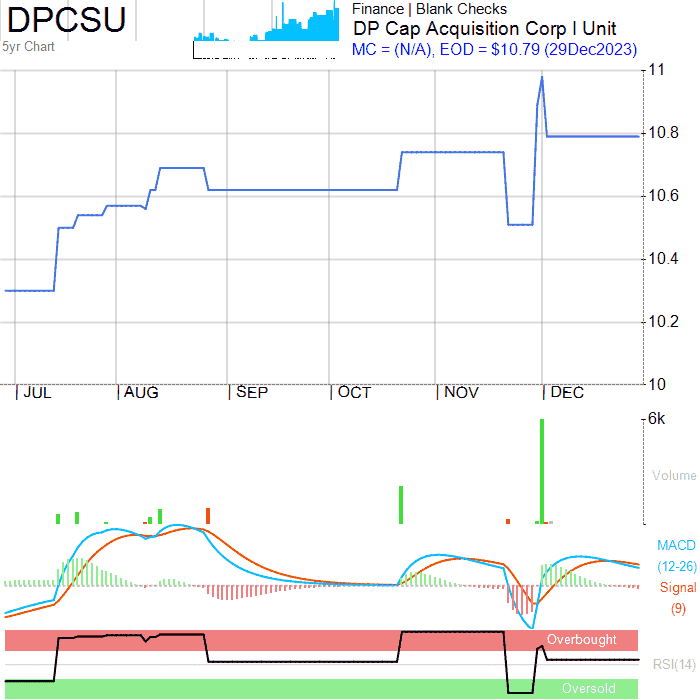 DPCSU
5yr Chart
Finance | Blank Checks
DP Cap Acquisition Corp I Unit
MC = (N/A), EOD = $10.79 (29Dec2023)
11
10.8
10.6
10.4
10.2
10
JUL AUG SEP OCT NOV DEC
6k
Volume
MACD
(12-26)
Signal
(9)
Overbought
RSI(14)
Oversold